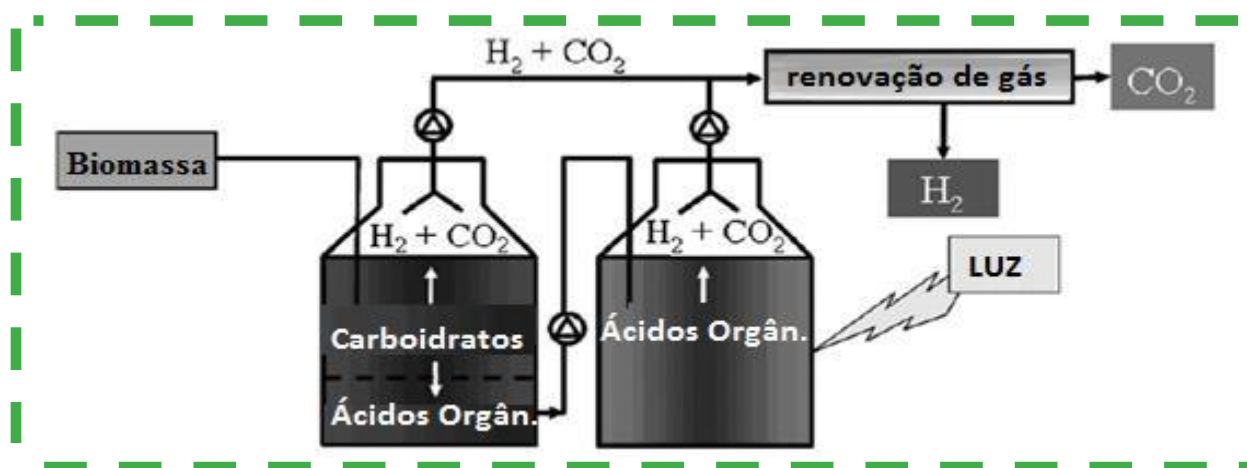 H₂ + CO₂
renovação de gás
CO₂
Biomassa
H₂
H₂ + CO₂
H₂ + CO₂
LUZ
Carboidratos
Ácidos Orgân.
Ácidos Orgân.